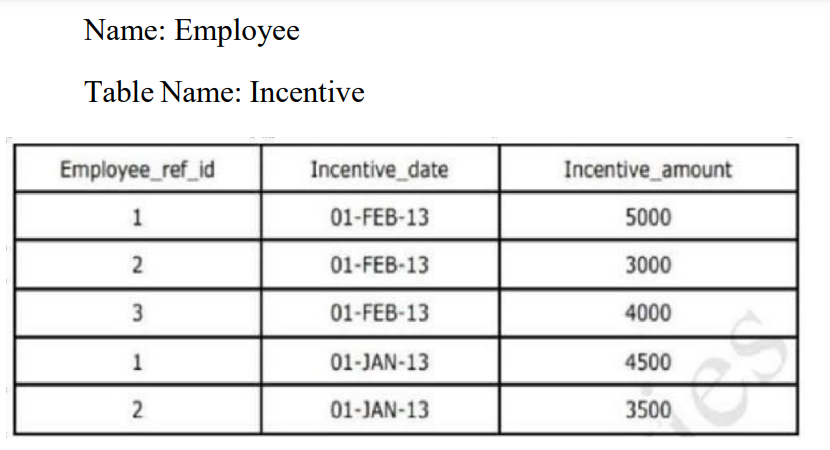 Name: Employee
Table Name: Incentive
Employee_ref_id Incentive_date Incentive_amount
1 01-FEB-13 5000
2 01-FEB-13 3000
3 01-FEB-13 4000
1 01-JAN-13 4500
2 01-JAN-13 3500
ies